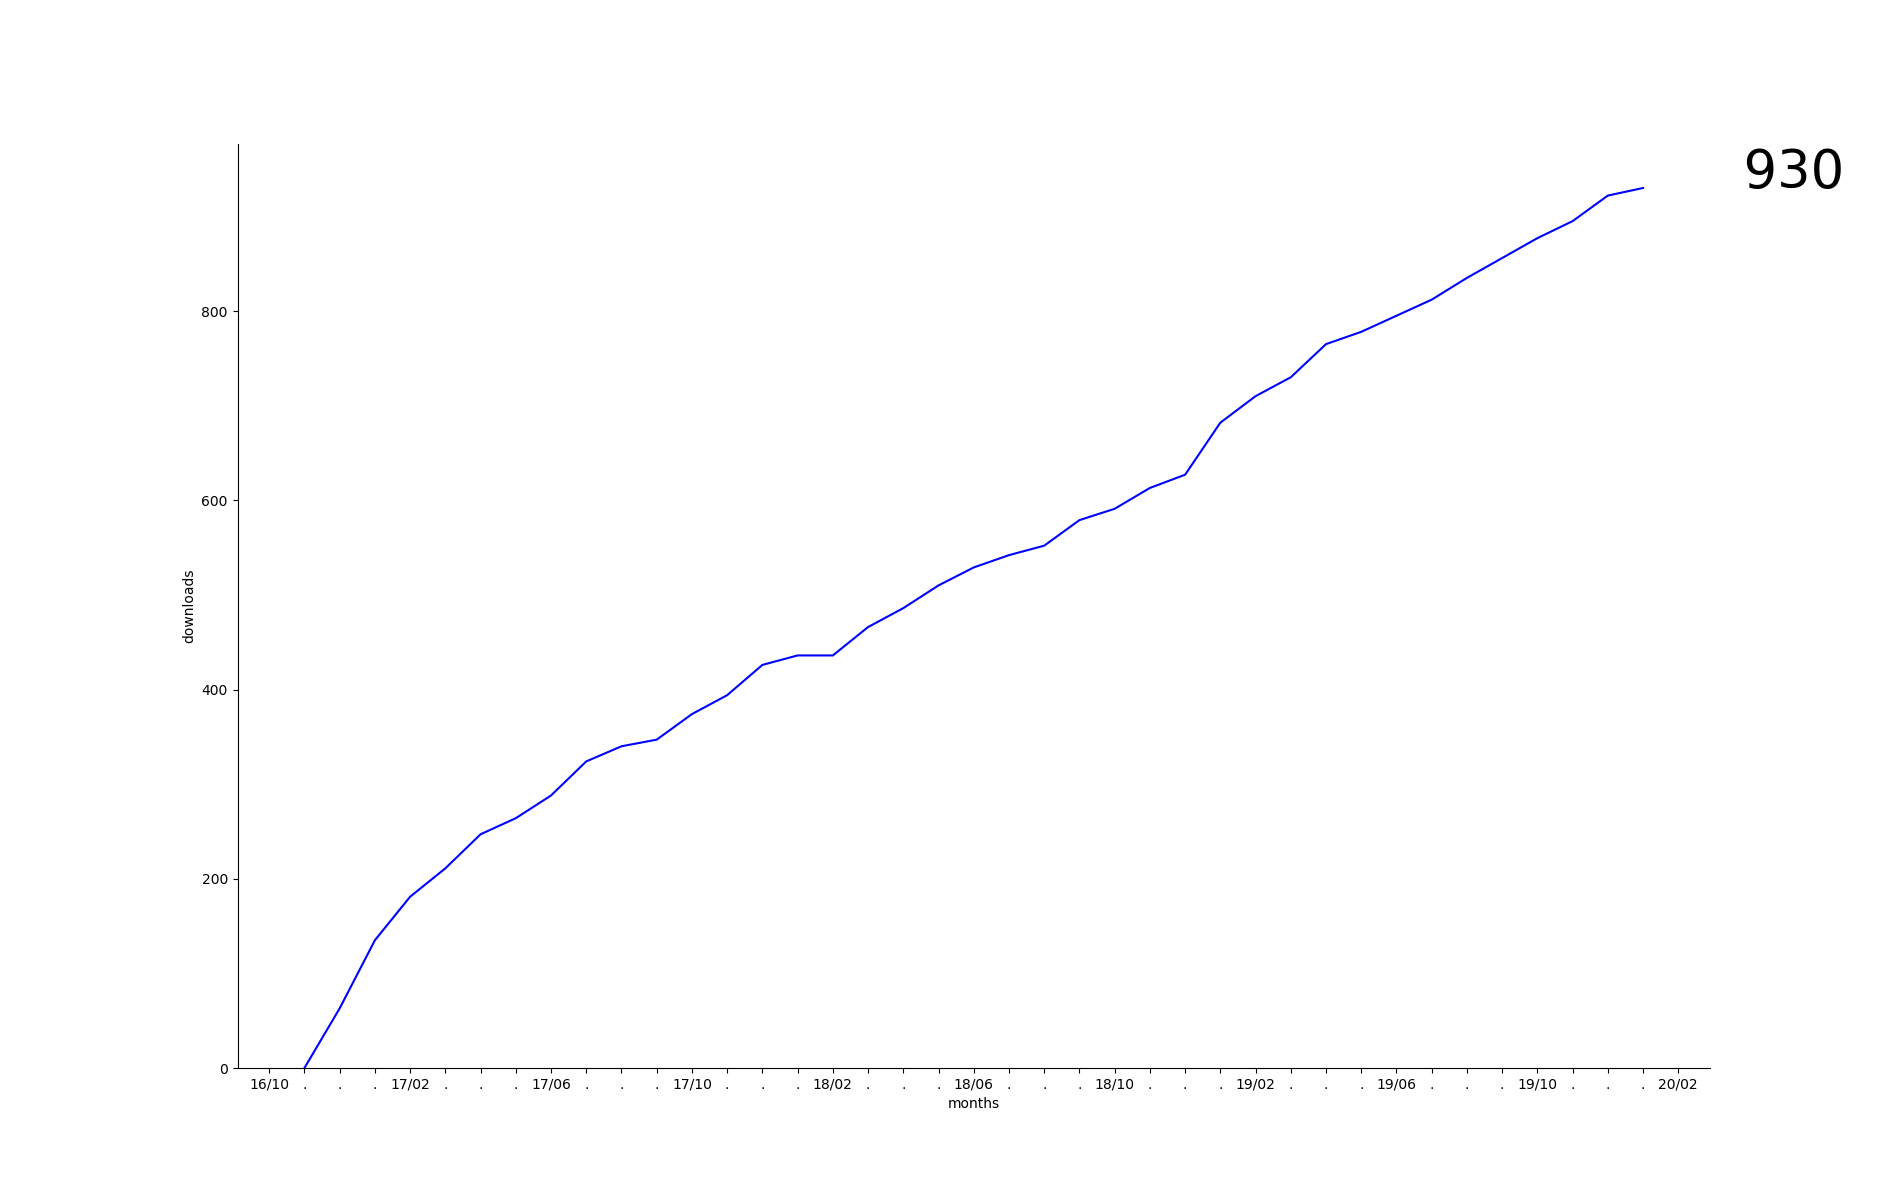 930
800
600
downloads
400
200
0
16/10 . . . 17/02 . . . 17/06 . . . 17/10 . . . 18/02 . . . 18/06 . . . 18/10 . . . 19/02 . . . 19/06 . . . 19/10 . . . 20/02
months